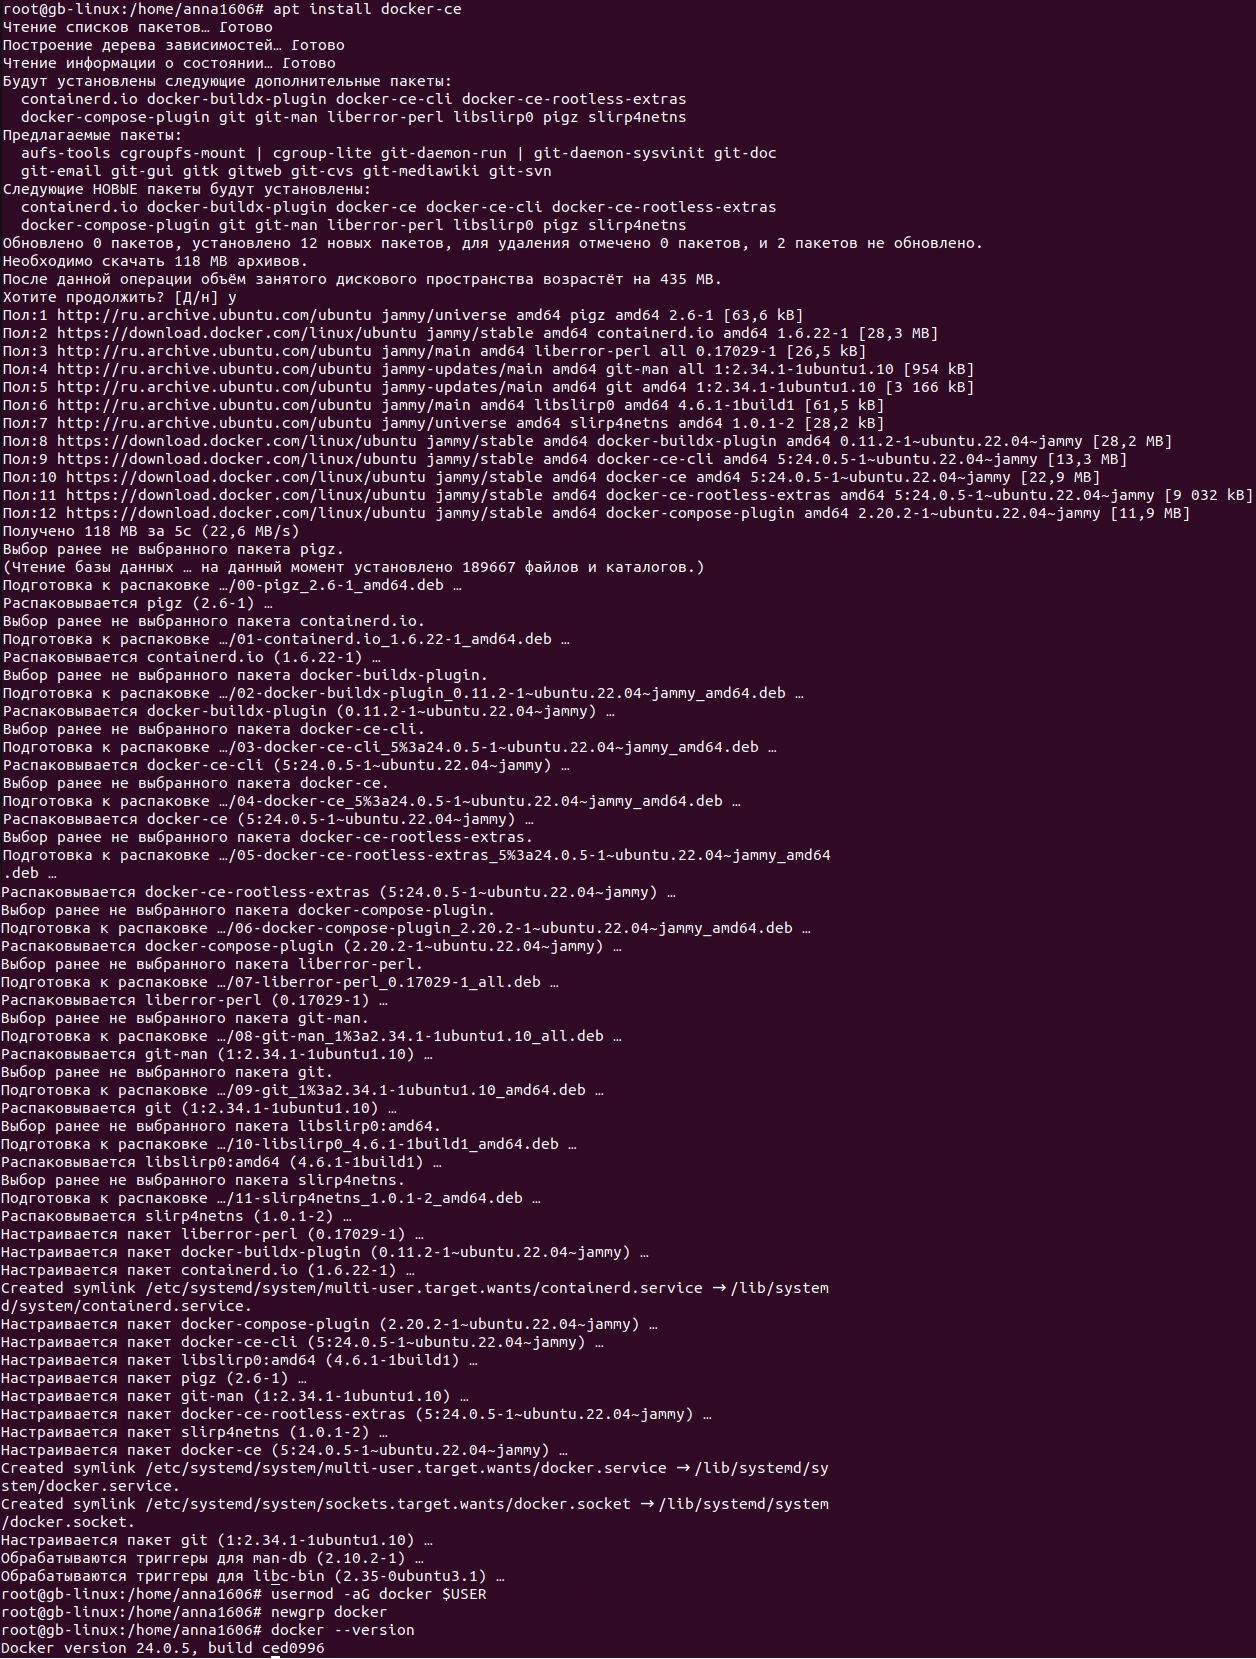 root@gb-linux:/home/anna1606# apt install docker-ce
Чтение списков пакетов… Готово
Построение дерева зависимостей… Готово
Чтение информации о состоянии… Готово
Будут установлены следующие дополнительные пакеты:
  containerd.io docker-buildx-plugin docker-ce-cli docker-ce-rootless-extras
  docker-compose-plugin git git-man liberror-perl libslirp0 pigz slirp4netns
Предлагаемые пакеты:
  aufs-tools cgroupfs-mount | cgroup-lite git-daemon-run | git-daemon-sysvinit git-doc
  git-email git-gui gitk gitweb git-cvs git-mediawiki git-svn
Следующие НОВЫЕ пакеты будут установлены:
  containerd.io docker-buildx-plugin docker-ce docker-ce-cli docker-ce-rootless-extras
  docker-compose-plugin git git-man liberror-perl libslirp0 pigz slirp4netns
Обновлено 0 пакетов, установлено 12 новых пакетов, для удаления отмечено 0 пакетов, и 2 пакетов не обновлено.
Необходимо скачать 118 MB архивов.
После данной операции объём занятого дискового пространства возрастёт на 435 MB.
Хотите продолжить? [Д/н] y
Пол:1 http://ru.archive.ubuntu.com/ubuntu jammy/universe amd64 pigz amd64 2.6-1 [63,6 kB]
Пол:2 https://download.docker.com/linux/ubuntu jammy/stable amd64 containerd.io amd64 1.6.22-1 [28,3 MB]
Пол:3 http://ru.archive.ubuntu.com/ubuntu jammy/main amd64 liberror-perl all 0.17029-1 [26,5 kB]
Пол:4 http://ru.archive.ubuntu.com/ubuntu jammy-updates/main amd64 git-man all 1:2.34.1-1ubuntu1.10 [954 kB]
Пол:5 http://ru.archive.ubuntu.com/ubuntu jammy-updates/main amd64 git amd64 1:2.34.1-1ubuntu1.10 [3 166 kB]
Пол:6 http://ru.archive.ubuntu.com/ubuntu jammy/main amd64 libslirp0 amd64 4.6.1-1build1 [61,5 kB]
Пол:7 http://ru.archive.ubuntu.com/ubuntu jammy/universe amd64 slirp4netns amd64 1.0.1-2 [28,2 kB]
Пол:8 https://download.docker.com/linux/ubuntu jammy/stable amd64 docker-buildx-plugin amd64 0.11.2-1~ubuntu.22.04~jammy [28,2 MB]
Пол:9 https://download.docker.com/linux/ubuntu jammy/stable amd64 docker-ce-cli amd64 5:24.0.5-1~ubuntu.22.04~jammy [13,3 MB]
Пол:10 https://download.docker.com/linux/ubuntu jammy/stable amd64 docker-ce amd64 5:24.0.5-1~ubuntu.22.04~jammy [22,9 MB]
Пол:11 https://download.docker.com/linux/ubuntu jammy/stable amd64 docker-ce-rootless-extras amd64 5:24.0.5-1~ubuntu.22.04~jammy [9 032 kB]
Пол:12 https://download.docker.com/linux/ubuntu jammy/stable amd64 docker-compose-plugin amd64 2.20.2-1~ubuntu.22.04~jammy [11,9 MB]
Получено 118 MB за 5с (22,6 MB/s)
Выбор ранее не выбранного пакета pigz.
(Чтение базы данных … на данный момент установлено 189667 файлов и каталогов.)
Подготовка к распаковке …/00-pigz_2.6-1_amd64.deb …
Распаковывается pigz (2.6-1) …
Выбор ранее не выбранного пакета containerd.io.
Подготовка к распаковке …/01-containerd.io_1.6.22-1_amd64.deb …
Распаковывается containerd.io (1.6.22-1) …
Выбор ранее не выбранного пакета docker-buildx-plugin.
Подготовка к распаковке …/02-docker-buildx-plugin_0.11.2-1~ubuntu.22.04~jammy_amd64.deb …
Распаковывается docker-buildx-plugin (0.11.2-1~ubuntu.22.04~jammy) …
Выбор ранее не выбранного пакета docker-ce-cli.
Подготовка к распаковке …/03-docker-ce-cli_5%3a24.0.5-1~ubuntu.22.04~jammy_amd64.deb …
Распаковывается docker-ce-cli (5:24.0.5-1~ubuntu.22.04~jammy) …
Выбор ранее не выбранного пакета docker-ce.
Подготовка к распаковке …/04-docker-ce_5%3a24.0.5-1~ubuntu.22.04~jammy_amd64.deb …
Распаковывается docker-ce (5:24.0.5-1~ubuntu.22.04~jammy) …
Выбор ранее не выбранного пакета docker-ce-rootless-extras.
Подготовка к распаковке …/05-docker-ce-rootless-extras_5%3a24.0.5-1~ubuntu.22.04~jammy_amd64
.deb …
Распаковывается docker-ce-rootless-extras (5:24.0.5-1~ubuntu.22.04~jammy) …
Выбор ранее не выбранного пакета docker-compose-plugin.
Подготовка к распаковке …/06-docker-compose-plugin_2.20.2-1~ubuntu.22.04~jammy_amd64.deb …
Распаковывается docker-compose-plugin (2.20.2-1~ubuntu.22.04~jammy) …
Выбор ранее не выбранного пакета liberror-perl.
Подготовка к распаковке …/07-liberror-perl_0.17029-1_all.deb …
Распаковывается liberror-perl (0.17029-1) …
Выбор ранее не выбранного пакета git-man.
Подготовка к распаковке …/08-git-man_1%3a2.34.1-1ubuntu1.10_all.deb …
Распаковывается git-man (1:2.34.1-1ubuntu1.10) …
Выбор ранее не выбранного пакета git.
Подготовка к распаковке …/09-git_1%3a2.34.1-1ubuntu1.10_amd64.deb …
Распаковывается git (1:2.34.1-1ubuntu1.10) …
Выбор ранее не выбранного пакета libslirp0:amd64.
Подготовка к распаковке …/10-libslirp0_4.6.1-1build1_amd64.deb …
Распаковывается libslirp0:amd64 (4.6.1-1build1) …
Выбор ранее не выбранного пакета slirp4netns.
Подготовка к распаковке …/11-slirp4netns_1.0.1-2_amd64.deb …
Распаковывается slirp4netns (1.0.1-2) …
Настраивается пакет liberror-perl (0.17029-1) …
Настраивается пакет docker-buildx-plugin (0.11.2-1~ubuntu.22.04~jammy) …
Настраивается пакет containerd.io (1.6.22-1) …
Created symlink /etc/systemd/system/multi-user.target.wants/containerd.service → /lib/system
d/system/containerd.service.
Настраивается пакет docker-compose-plugin (2.20.2-1~ubuntu.22.04~jammy) …
Настраивается пакет docker-ce-cli (5:24.0.5-1~ubuntu.22.04~jammy) …
Настраивается пакет libslirp0:amd64 (4.6.1-1build1) …
Настраивается пакет pigz (2.6-1) …
Настраивается пакет git-man (1:2.34.1-1ubuntu1.10) …
Настраивается пакет docker-ce-rootless-extras (5:24.0.5-1~ubuntu.22.04~jammy) …
Настраивается пакет slirp4netns (1.0.1-2) …
Настраивается пакет docker-ce (5:24.0.5-1~ubuntu.22.04~jammy) …
Created symlink /etc/systemd/system/multi-user.target.wants/docker.service → /lib/systemd/sy
stem/docker.service.
Created symlink /etc/systemd/system/sockets.target.wants/docker.socket → /lib/systemd/system
/docker.socket.
Настраивается пакет git (1:2.34.1-1ubuntu1.10) …
Обрабатываются триггеры для man-db (2.10.2-1) …
Обрабатываются триггеры для libc-bin (2.35-0ubuntu3.1) …
root@gb-linux:/home/anna1606# usermod -aG docker $USER
root@gb-linux:/home/anna1606# newgrp docker
root@gb-linux:/home/anna1606# docker --version
Docker version 24.0.5, build ced0996